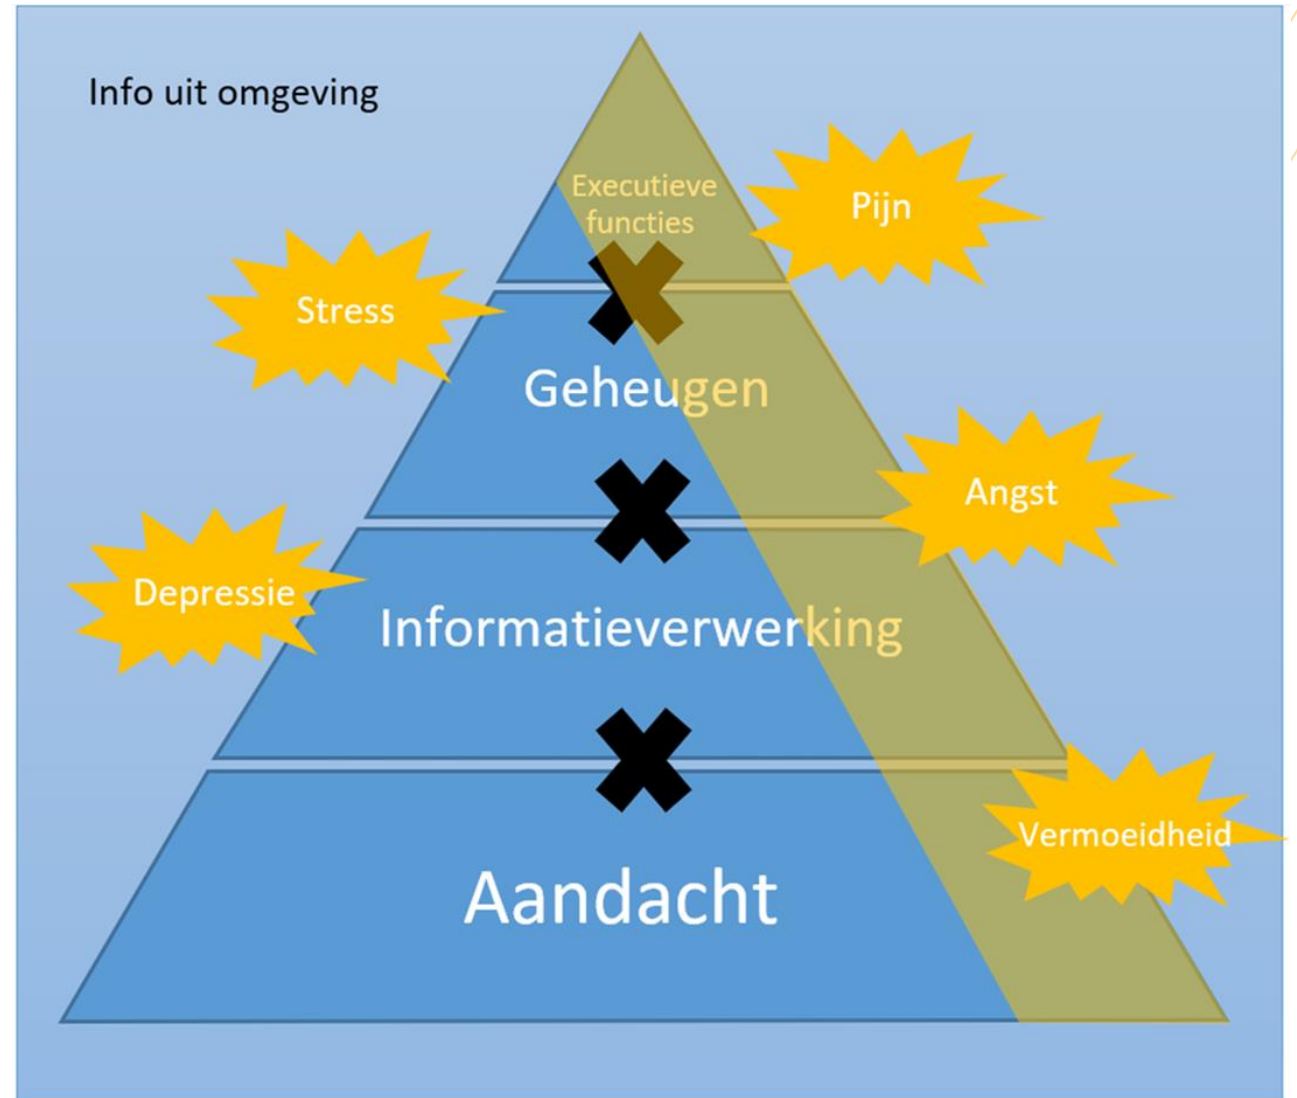 Info uit omgeving
Executieve
functies
Pijn
Stress
Geheugen
Angst
Depressie
Informatieverwerking
Vermoeidheid
Aandacht